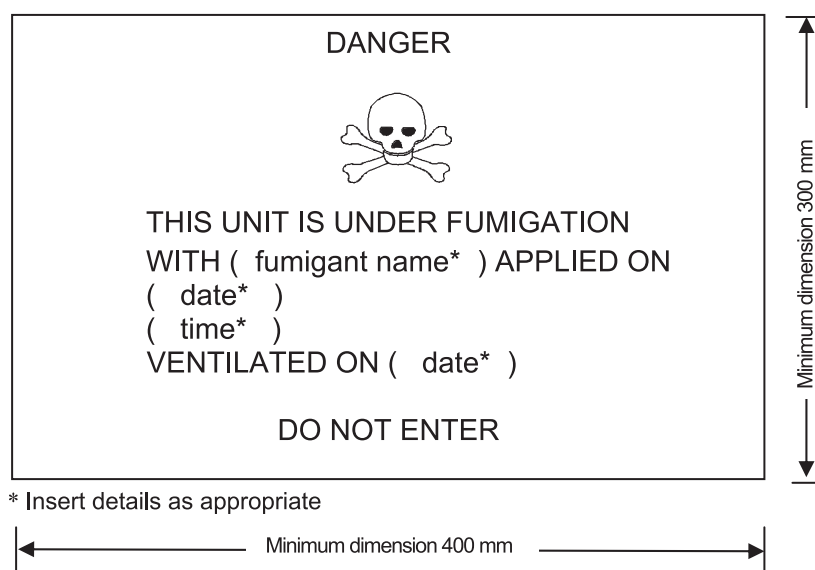 DANGER
THIS UNIT IS UNDER FUMIGATION
WITH ( fumigant name* ) APPLIED ON
( date* )
( time* )
VENTILATED ON ( date* )
DO NOT ENTER
* Insert details as appropriate
Minimum dimension 400 mm
Minimum dimension 300 mm